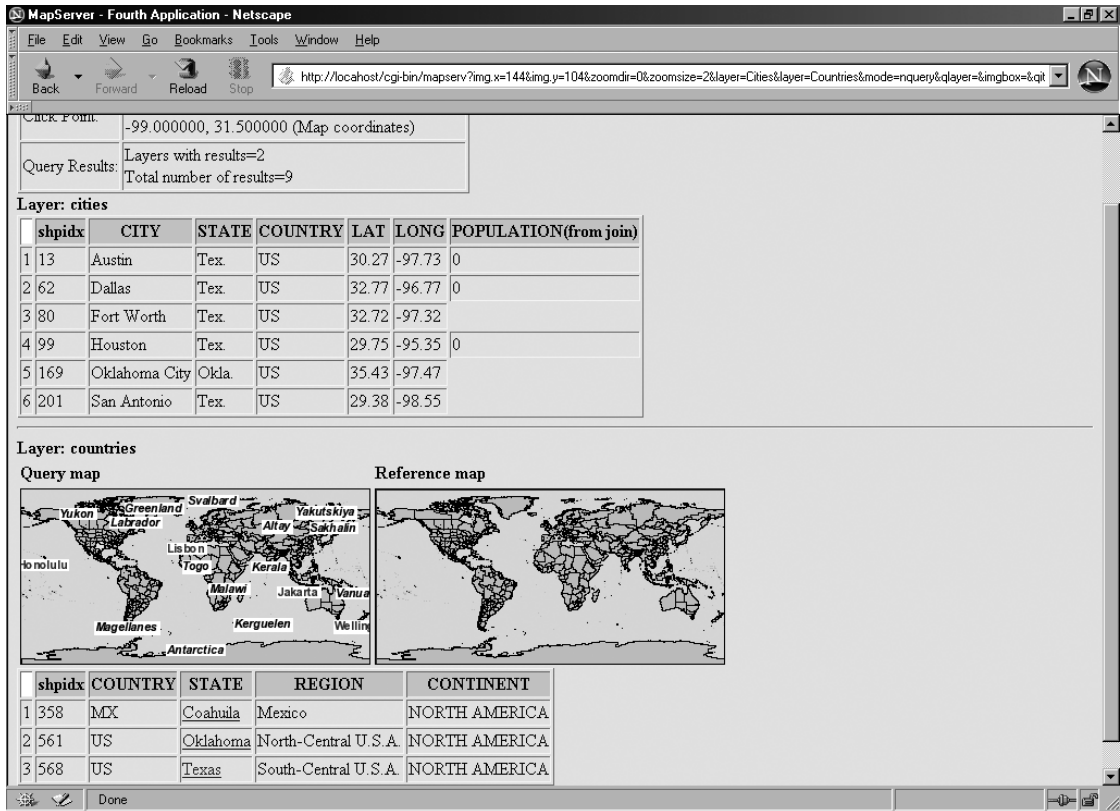 MapServer - Fourth Application - Netscape
File Edit View Go Bookmarks Tools Window Help
Back Forward Reload Stop
http://locahost/cgi-bin/mapserv?img.x=144&img.y=104&zoomdir=0&zoomsize=2&layer=Cities&layer=Countries&mode=nquery&qlayer=&imgbox=&qit
N
Click Point:
-99.000000, 31.500000 (Map coordinates)
Query Results:
Layers with results=2
Total number of results=9
Layer: cities
shpidx CITY STATE COUNTRY LAT LONG POPULATION(from join)
1 13 Austin Tex. US 30.27 -97.73 0
2 62 Dallas Tex. US 32.77 -96.77 0
3 80 Fort Worth Tex. US 32.72 -97.32
4 99 Houston Tex. US 29.75 -95.35 0
5 169 Oklahoma City Okla. US 35.43 -97.47
6 201 San Antonio Tex. US 29.38 -98.55
Layer: countries
Query map Reference map
Svalbard
Yukon Greenland Yakutskiya
Labrador Altay Sakhalin
Lisbon
Honolulu Togo Kerala
Malawi Jakarta Vanua
Magellanes Kerguelen Welling
Antarctica
shpidx COUNTRY STATE REGION CONTINENT
1 358 MX Coahuila Mexico NORTH AMERICA
2 561 US Oklahoma North-Central U.S.A. NORTH AMERICA
3 568 US Texas South-Central U.S.A. NORTH AMERICA
Done